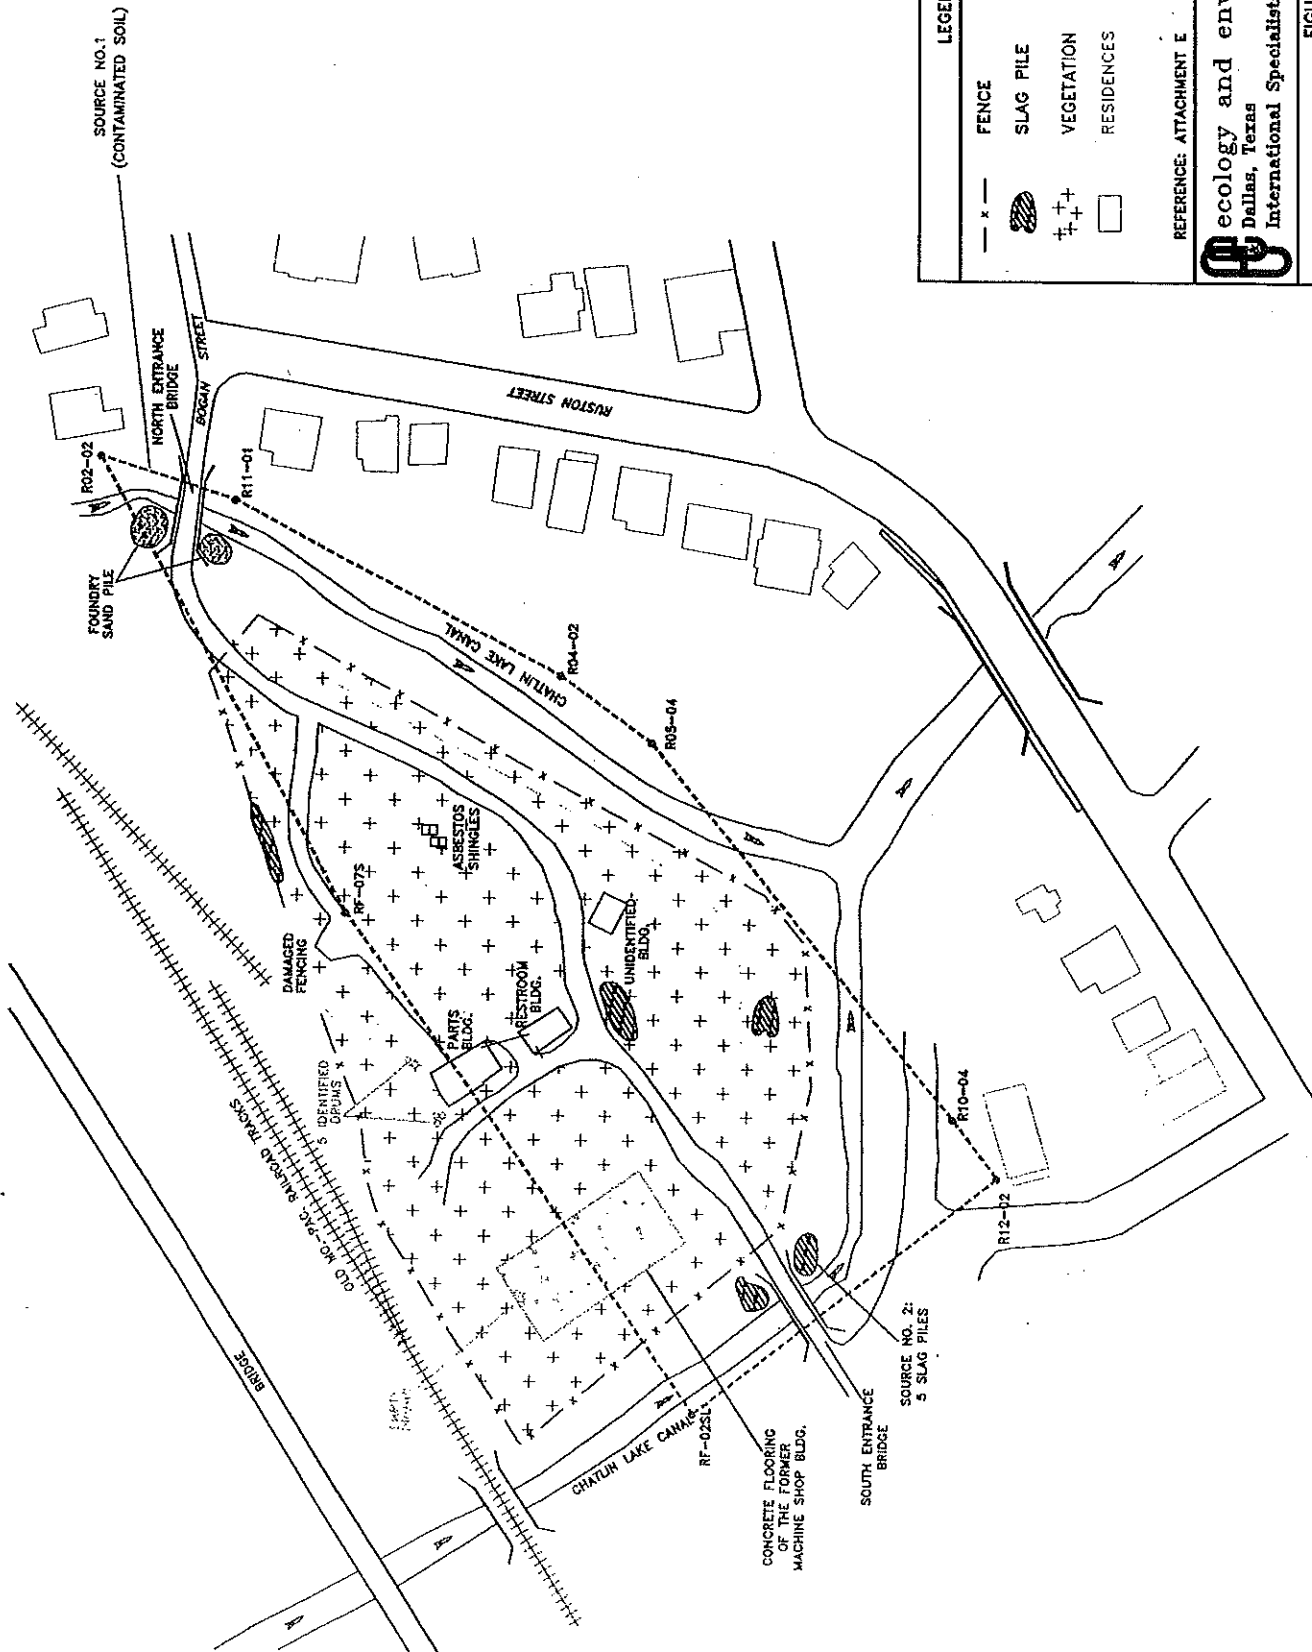 SOURCE NO.1
(CONTAMINATED SOIL)
R02-02
NORTH ENTRANCE
BRIDGE
BOGAN STREET
FOUNDRY
SAND PILE
R11-01
RUSTON STREET
CHATLIN LAKE CANAL
R04-02
R05-04
DAMAGED
FENCING
RF-07S
ASBESTOS
SHINGLES
UNIDENTIFIED
BLDG.
RESTROOM
BLDG.
PARTS
BLDG.
5 IDENTIFIED
DRUMS
OLD MO.-PAC. RAILROAD TRACKS
BRIDGE
R10-04
R12-02
SOURCE NO. 2:
5 SLAG PILES
SOUTH ENTRANCE
BRIDGE
RF-02SL
CHATLIN LAKE CANAL
CONCRETE FLOORING
OF THE FORMER
MACHINE SHOP BLDG.
LEGE
FENCE
SLAG PILE
VEGETATION
RESIDENCES
REFERENCE: ATTACHMENT E
ecology and env
Dallas, Texas
International Specialist
FIGU